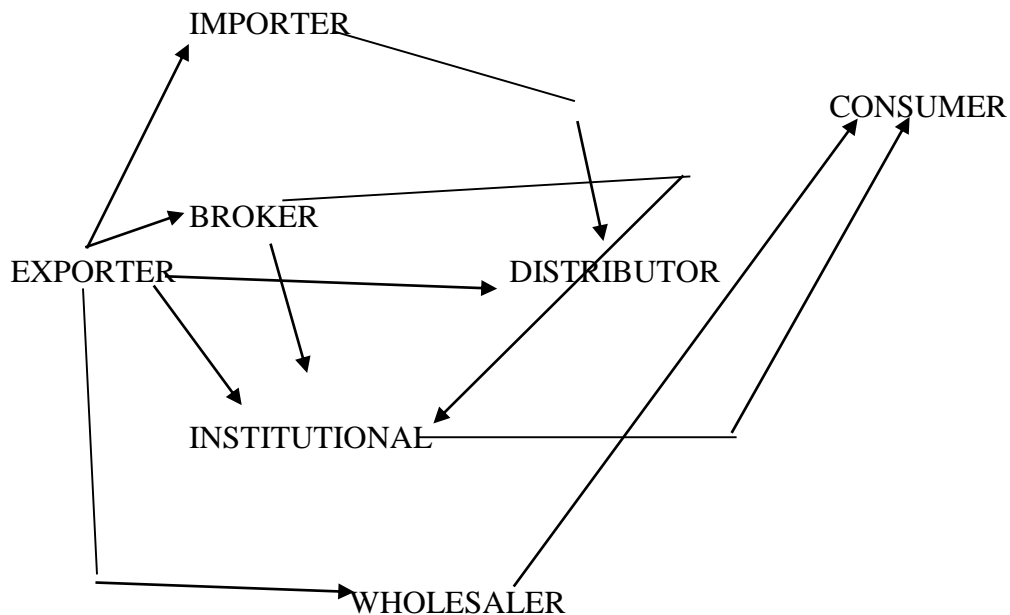 IMPORTER
CONSUMER
BROKER
EXPORTER
DISTRIBUTOR
INSTITUTIONAL
WHOLESALER